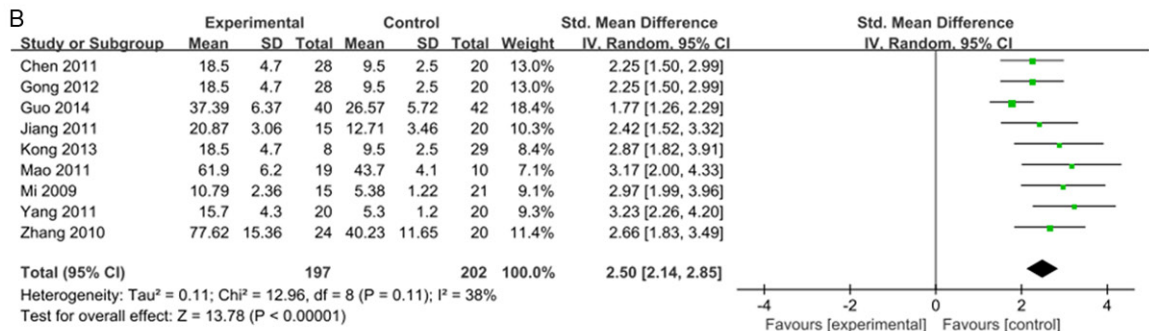 B
Experimental Control Std. Mean Difference Std. Mean Difference
Study or Subgroup Mean SD Total Mean SD Total Weight IV, Random, 95% CI IV, Random, 95% CI
Chen 2011 18.5 4.7 28 9.5 2.5 20 13.0% 2.25 [1.50, 2.99]
Gong 2012 18.5 4.7 28 9.5 2.5 20 13.0% 2.25 [1.50, 2.99]
Guo 2014 37.39 6.37 40 26.57 5.72 42 18.4% 1.77 [1.26, 2.29]
Jiang 2011 20.87 3.06 15 12.71 3.46 20 10.3% 2.42 [1.52, 3.32]
Kong 2013 18.5 4.7 8 9.5 2.5 29 8.4% 2.87 [1.82, 3.91]
Mao 2011 61.9 6.2 19 43.7 4.1 10 7.1% 3.17 [2.00, 4.33]
Mi 2009 10.79 2.36 15 5.38 1.22 21 9.1% 2.97 [1.99, 3.96]
Yang 2011 15.7 4.3 20 5.3 1.2 20 9.3% 3.23 [2.26, 4.20]
Zhang 2010 77.62 15.36 24 40.23 11.65 20 11.4% 2.66 [1.83, 3.49]
Total (95% CI) 197 202 100.0% 2.50 [2.14, 2.85]
Heterogeneity: Tau² = 0.11; Chi² = 12.96, df = 8 (P = 0.11); I² = 38%
Test for overall effect: Z = 13.78 (P < 0.00001)
-4 -2 0 2 4
Favours [experimental] Favours [control]